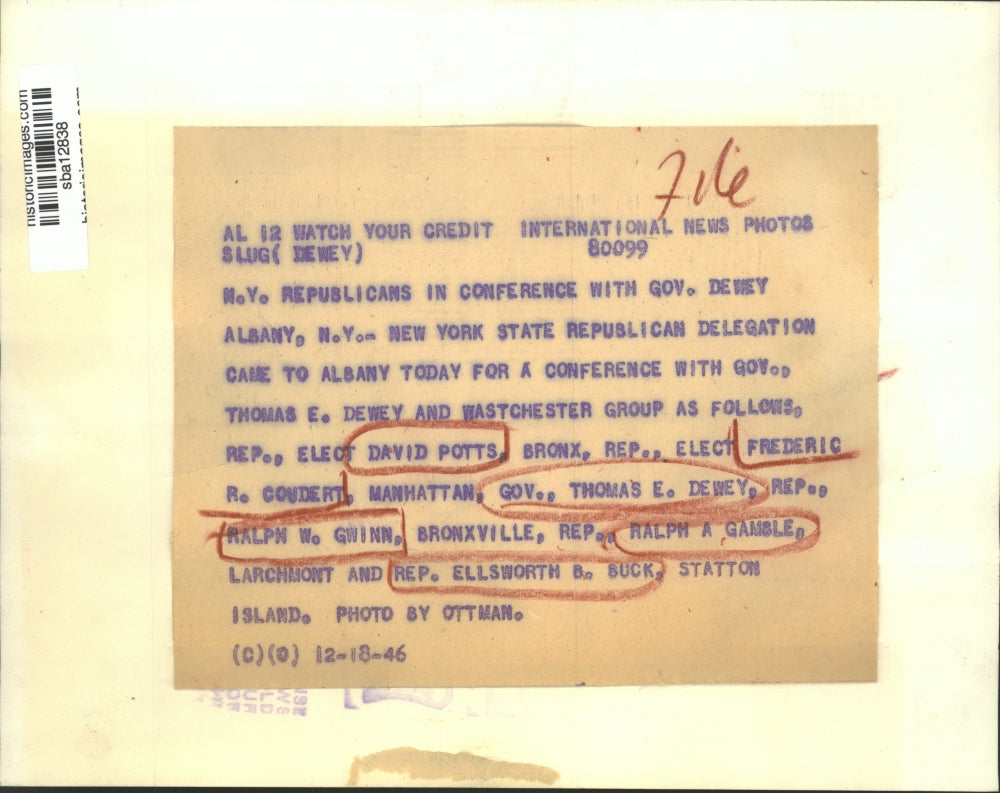 historicimages.com
sba12838
File
AL 12 WATCH YOUR CREDIT INTERNATIONAL NEWS PHOTOS
SLUG( DEWEY) 80099
N.Y. REPUBLICANS IN CONFERENCE WITH GOV. DEWEY
ALBANY, N.Y.- NEW YORK STATE REPUBLICAN DELEGATION
CAME TO ALBANY TODAY FOR A CONFERENCE WITH GOV.,
THOMAS E. DEWEY AND WASTCHESTER GROUP AS FOLLOWS,
REP., ELECT DAVID POTTS, BRONX, REP., ELECT FREDERIC
R. COUDERT, MANHATTAN, GOV., THOMAS E. DEWEY, REP.,
RALPH W. GWINN, BRONXVILLE, REP., RALPH A GAMBLE,
LARCHMONT AND REP. ELLSWORTH B. BUCK, STATTON
ISLAND. PHOTO BY OTTMAN.
(C)(O) 12-18-46